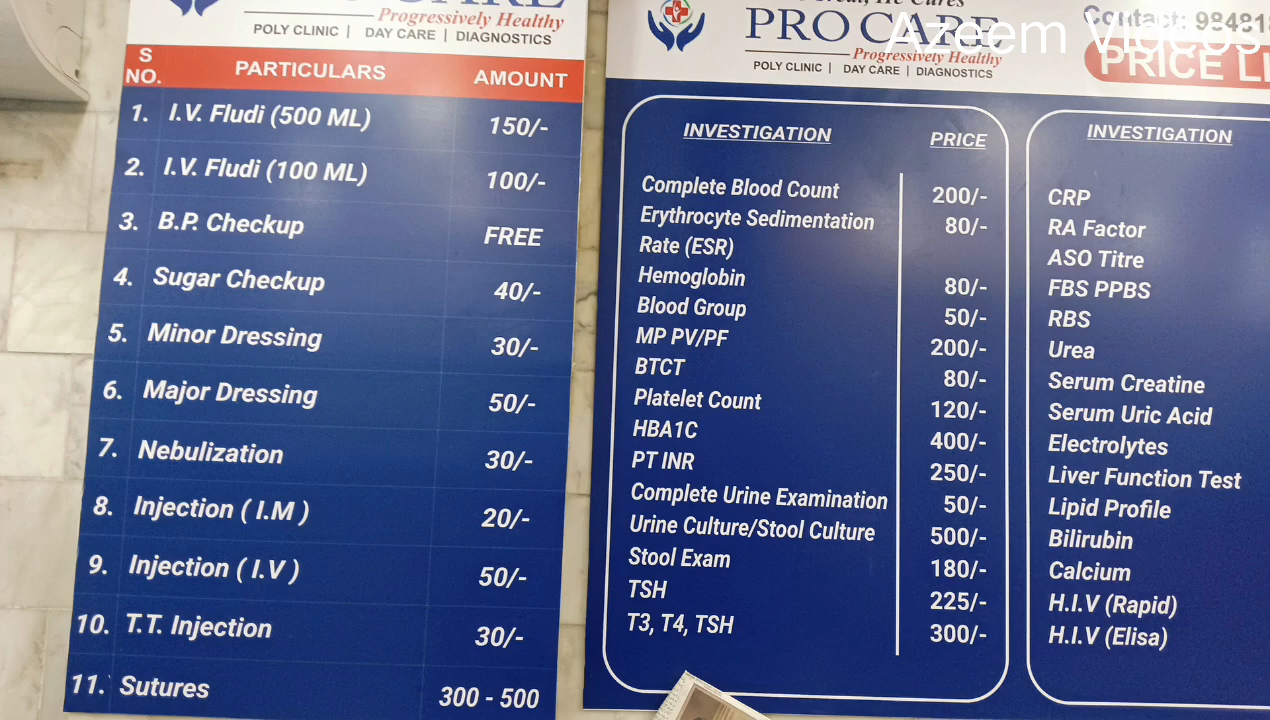 Progressively Healthy
POLY CLINIC | DAY CARE | DIAGNOSTICS
S NO. PARTICULARS AMOUNT
1. I.V. Fludi (500 ML) 150/-
2. I.V. Fludi (100 ML) 100/-
3. B.P. Checkup FREE
4. Sugar Checkup 40/-
5. Minor Dressing 30/-
6. Major Dressing 50/-
7. Nebulization 30/-
8. Injection ( I.M ) 20/-
9. Injection ( I.V ) 50/-
10. T.T. Injection 30/-
11. Sutures 300 - 500
PRO CARE
Progressively Healthy
POLY CLINIC | DAY CARE | DIAGNOSTICS
Azeem Videos
Contact: 98481
PRICE LI
INVESTIGATION PRICE
Complete Blood Count 200/-
Erythrocyte Sedimentation 80/-
Rate (ESR)
Hemoglobin 80/-
Blood Group 50/-
MP PV/PF 200/-
BTCT 80/-
Platelet Count 120/-
HBA1C 400/-
PT INR 250/-
Complete Urine Examination 50/-
Urine Culture/Stool Culture 500/-
Stool Exam 180/-
TSH 225/-
T3, T4, TSH 300/-
INVESTIGATION
CRP
RA Factor
ASO Titre
FBS PPBS
RBS
Urea
Serum Creatine
Serum Uric Acid
Electrolytes
Liver Function Test
Lipid Profile
Bilirubin
Calcium
H.I.V (Rapid)
H.I.V (Elisa)